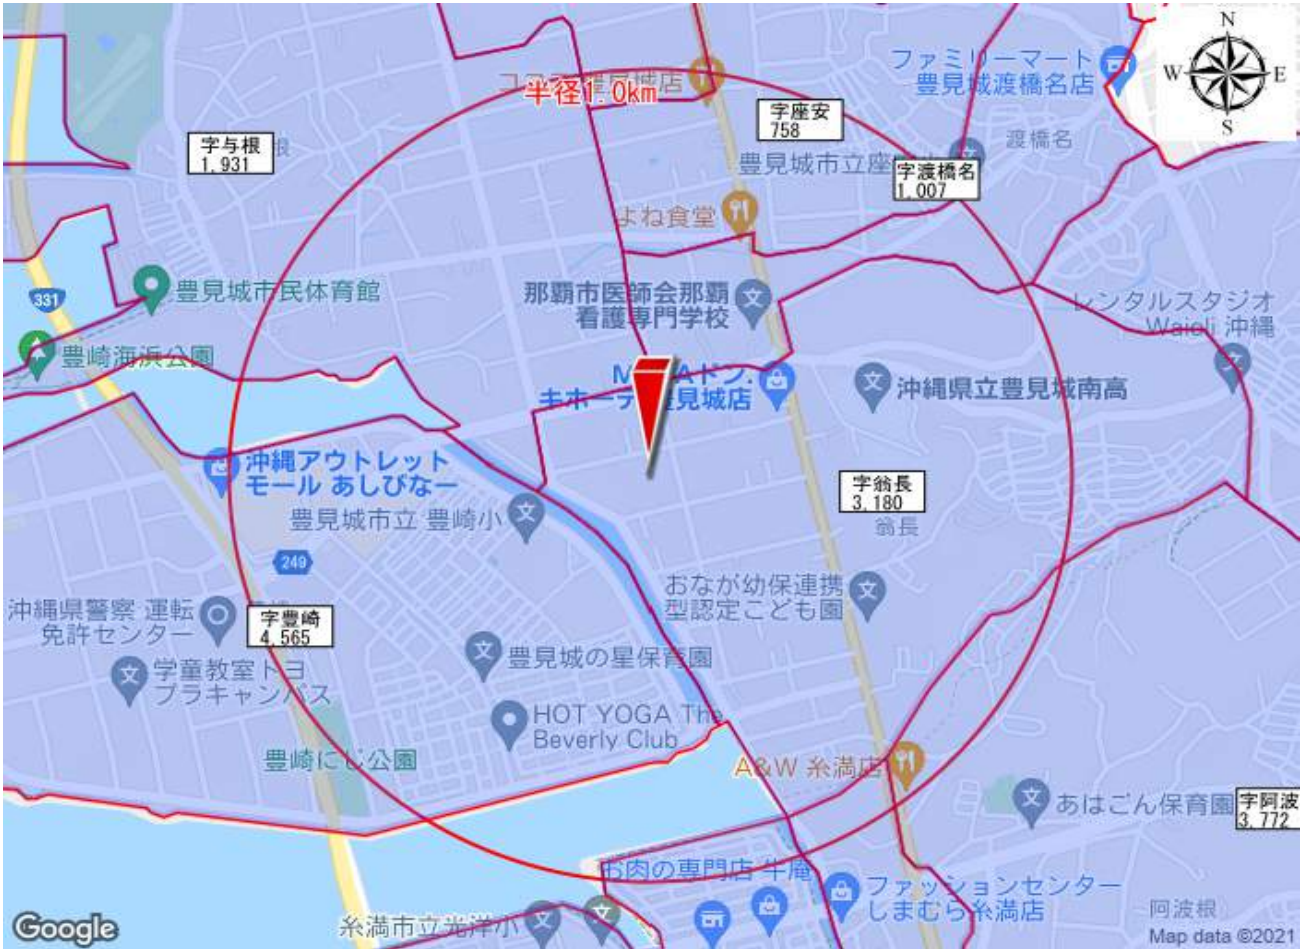 N
W E
S
ファミリーマート
豊見城渡橋名店
半径1.0km
字座安
758
字与根
1,931
渡橋名
豊見城市立座
字渡橋名
1,007
よね食堂
331
豊見城市民体育館
那覇市医師会那覇
看護専門学校
レンタルスタジオ
Waioli 沖縄
豊崎海浜公園
沖縄県立豊見城南高
沖縄アウトレット
モール あしびなー
字翁長
3,180
翁長
豊見城市立 豊崎小
249
おなが幼保連携
型認定こども園
沖縄県警察 運転
免許センター
字豊崎
4,565
豊見城の星保育園
学童教室トヨ
プラキャンパス
HOT YOGA The
Beverly Club
豊崎にじ公園
A&W 糸満店
あはごん保育園
字阿波
3,772
お肉の専門店 牛庵
ファッションセンター
しまむら糸満店
糸満市立光洋小
阿波根
Google
Map data ©2021